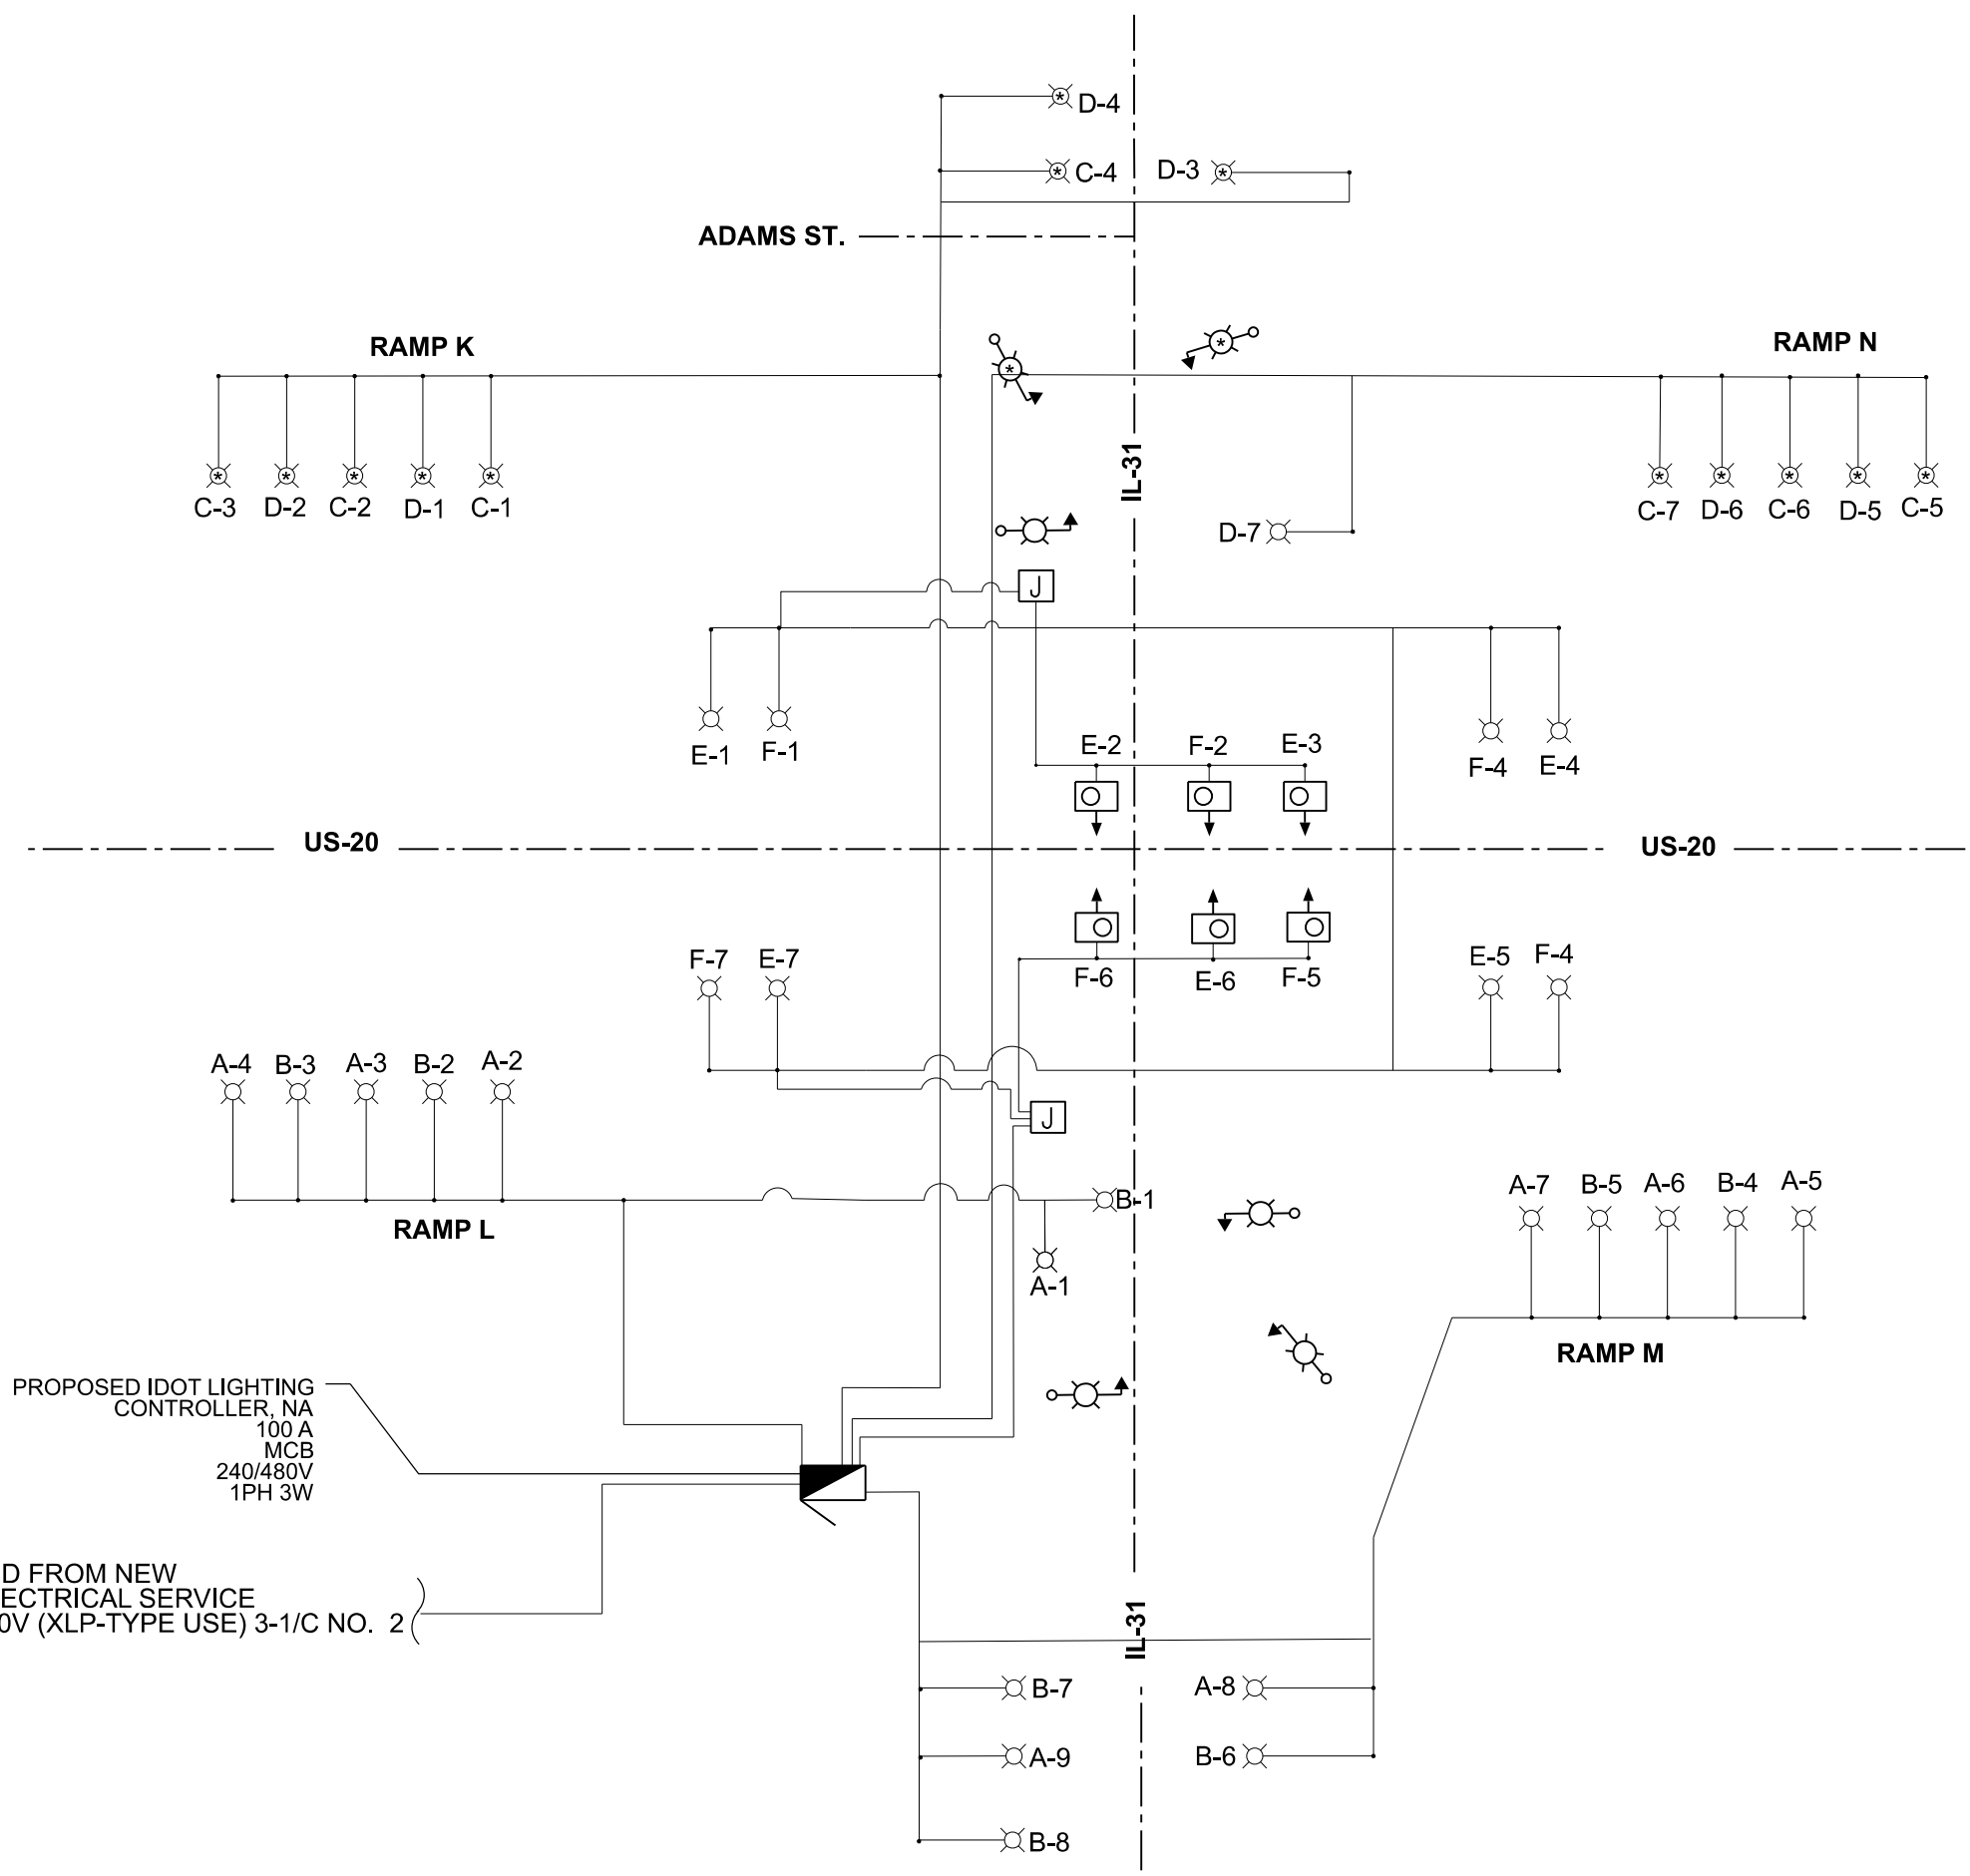 D-4
C-4
D-3
ADAMS ST.
RAMP K
RAMP N
IL-31
C-3
D-2
C-2
D-1
C-1
C-7
D-6
C-6
D-5
C-5
D-7
J
E-1
F-1
E-2
F-2
E-3
F-4
E-4
US-20
US-20
F-7
E-7
F-6
E-6
F-5
E-5
F-4
A-4
B-3
A-3
B-2
A-2
J
B-1
A-7
B-5
A-6
B-4
A-5
RAMP L
A-1
RAMP M
PROPOSED IDOT LIGHTING
CONTROLLER, NA
100 A
MCB
240/480V
1PH 3W
D FROM NEW
ECTRICAL SERVICE
0V (XLP-TYPE USE) 3-1/C NO. 2
IL-31
B-7
A-8
A-9
B-6
B-8